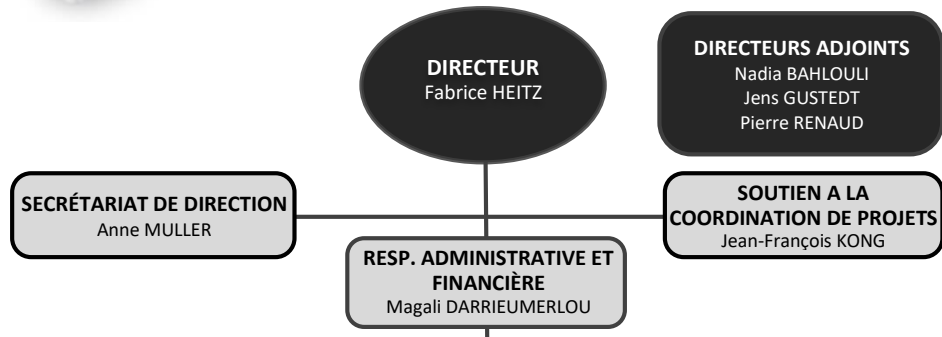 DIRECTEUR
Fabrice HEITZ
DIRECTEURS ADJOINTS
Nadia BAHLOULI
Jens GUSTEDT
Pierre RENAUD
SECRÉTARIAT DE DIRECTION
Anne MULLER
SOUTIEN A LA
COORDINATION DE PROJETS
Jean-François KONG
RESP. ADMINISTRATIVE ET
FINANCIÈRE
Magali DARRIEUMERLOU